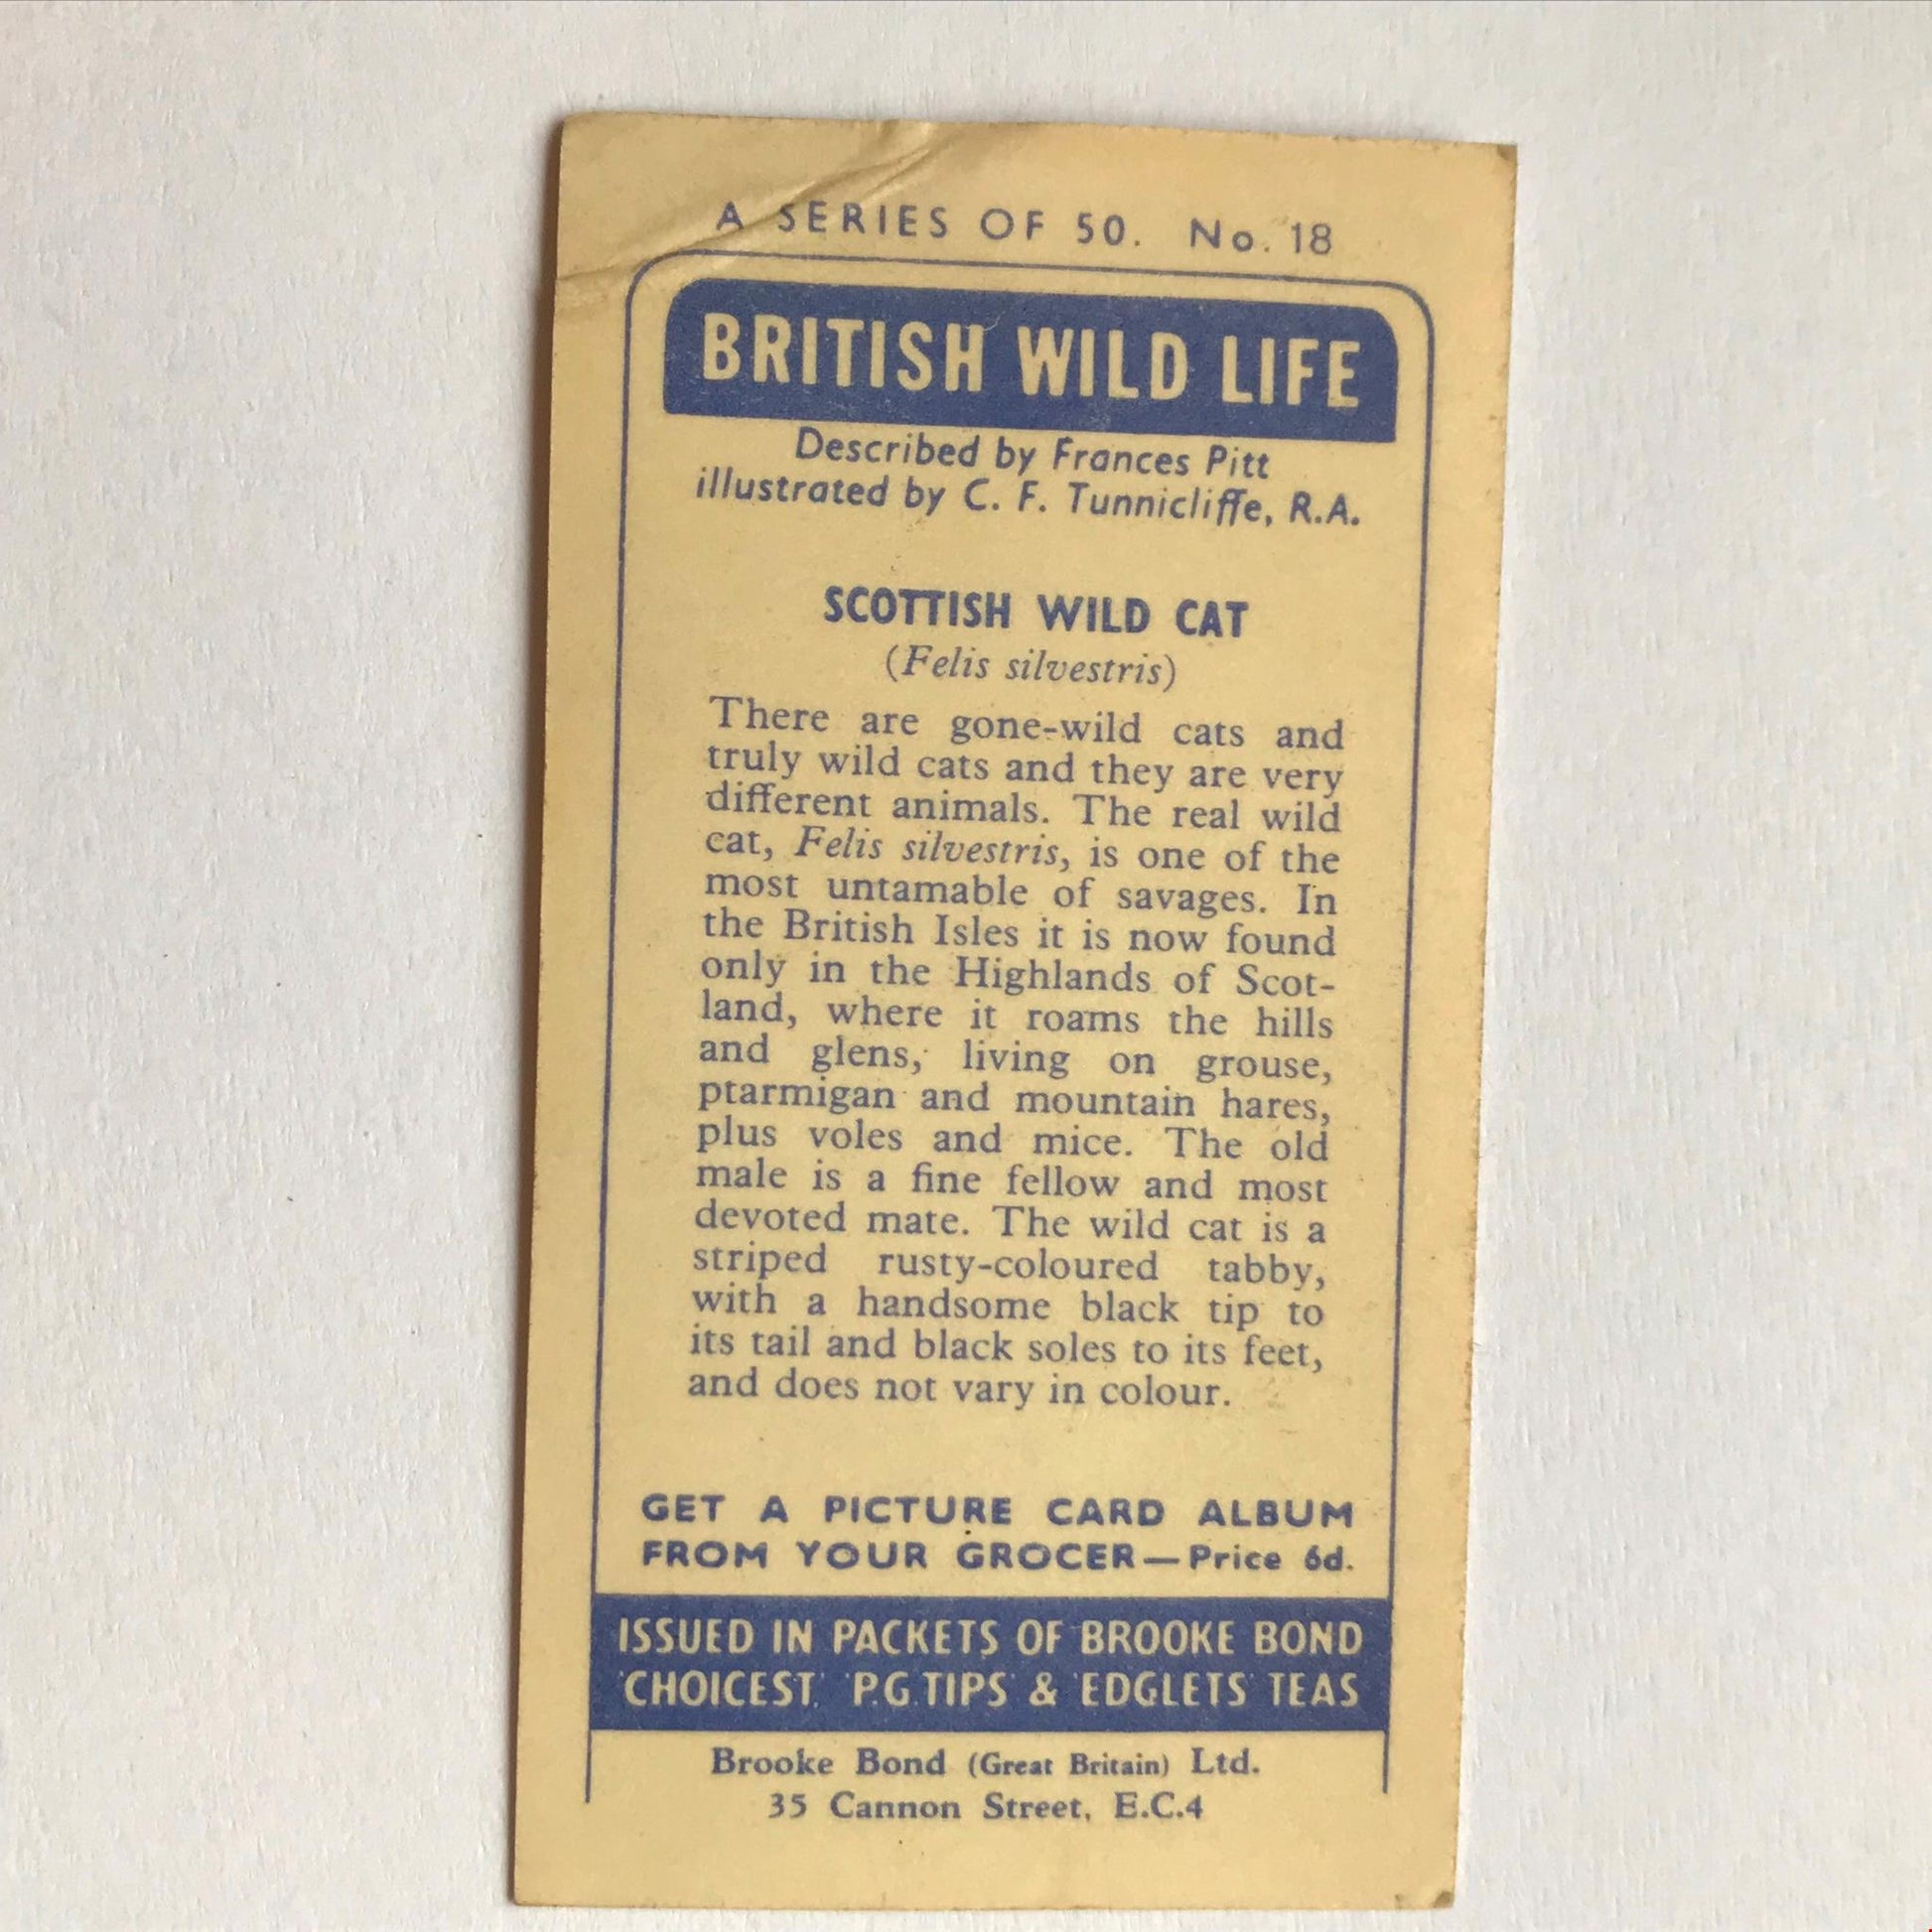 A SERIES OF 50. No. 18
BRITISH WILD LIFE
Described by Frances Pitt
illustrated by C. F. Tunnicliffe, R.A.
SCOTTISH WILD CAT
(Felis silvestris)
There are gone-wild cats and
truly wild cats and they are very
different animals. The real wild
cat, Felis silvestris, is one of the
most untamable of savages. In
the British Isles it is now found
only in the Highlands of Scot-
land, where it roams the hills
and glens, living on grouse,
ptarmigan and mountain hares,
plus voles and mice. The old
male is a fine fellow and most
devoted mate. The wild cat is a
striped rusty-coloured tabby,
with a handsome black tip to
its tail and black soles to its feet,
and does not vary in colour.
GET A PICTURE CARD ALBUM
FROM YOUR GROCER—Price 6d.
ISSUED IN PACKETS OF BROOKE BOND
'CHOICEST' 'P.G.TIPS' & 'EDGLETS' TEAS
Brooke Bond (Great Britain) Ltd.
35 Cannon Street, E.C.4